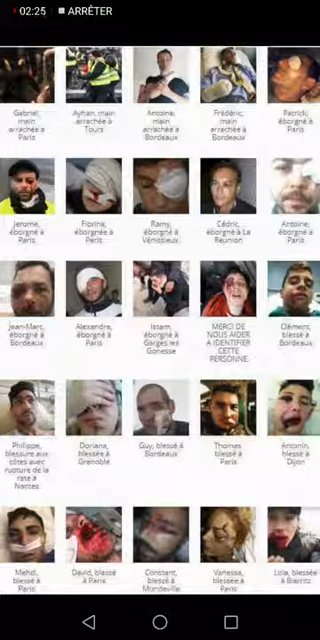 02:25 ARRÊTER
Gabriel,
main
arrachée à
Paris
Ayhan, main
arrachée à
Tours
Antoine,
main
arrachée à
Bordeaux
Frédéric,
main
arrachée à
Bordeaux
Patrick,
éborgné à
Paris
Jerome,
éborgné à
Paris
Fiorina,
éborgnée à
Paris
Ramy,
éborgné à
Vénissieux
Cédric,
éborgné à La
Réunion
Antoine,
éborgné à
Paris
Jean-Marc,
éborgné à
Bordeaux
Alexandre,
éborgné à
Paris
Issam,
éborgné à
Garges les
Gonesse
MERCI DE
NOUS AIDER
A IDENTIFIER
CETTE
PERSONNE.
Clément,
blessé à
Bordeaux
Philippe,
blessure aux
côtes avec
rupture de la
rate à
Nantes
Doriana,
blessée à
Grenoble
Guy, blessé à
Bordeaux
Thomas,
blessé à
Paris
Antonin,
blessé à
Dijon
Mehdi,
blessé à
Paris
David, blessé
à Paris
Constant,
blessé à
Mondeville
Vanessa,
blessée à
Paris
Lola, blessée
à Biarritz